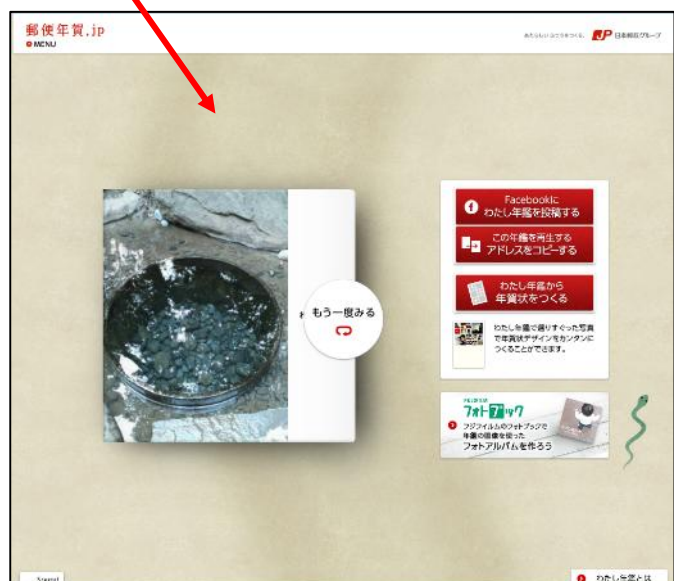 郵便年賀.jp
MENU
JP 日本郵政グループ
もう一度みる
Facebookに
わたし年鑑を投稿する
この年鑑を再生する
アドレスをコピーする
わたし年鑑から
年賀状をつくる
わたし年鑑で選りすぐった写真
で年賀状デザインをカンタンに
つくることができます。
フォトブック
フジフイルムのフォトブックで
年鑑の画像を使った
フォトアルバムを作ろう
Sound
わたし年鑑とは